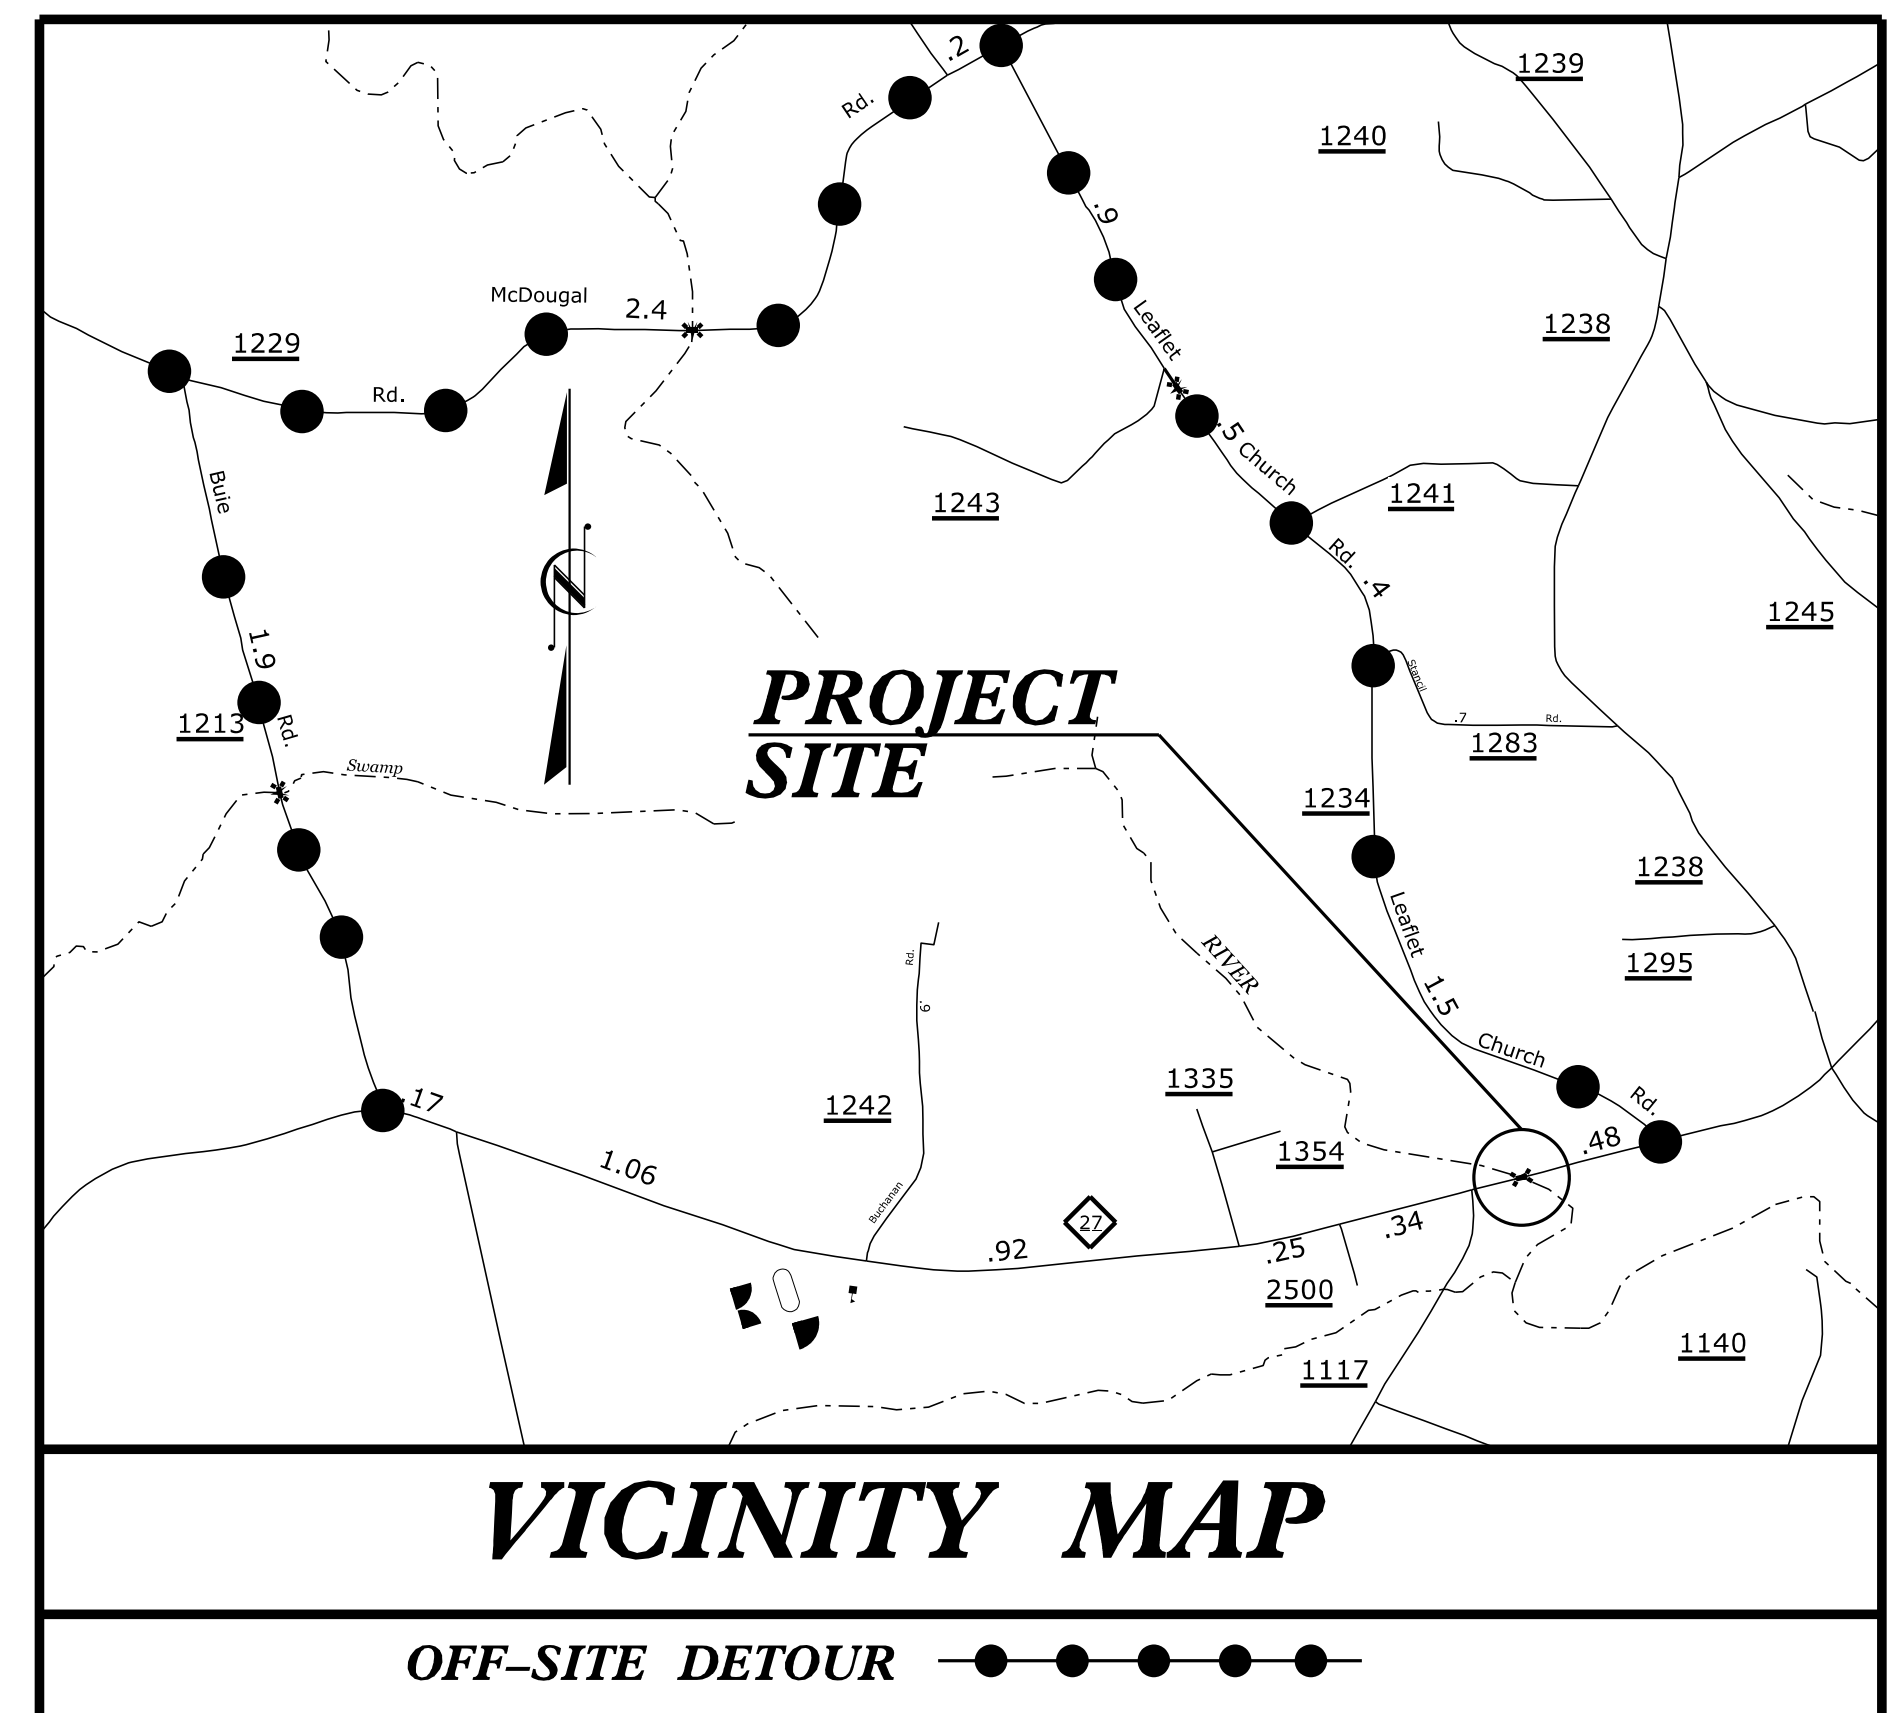 .2
1239
Rd.
1240
.9
McDougal
2.4
Leaflet
1238
1229
Rd.
.5
Church
1241
1243
Buie
Rd.
.4
1245
1.9
Stancil
1213
Rd.
.7
Rd.
1283
PROJECT
SITE
Swamp
1234
1238
Leaflet
Rd.
RIVER
1295
1.5
.9
Church
1335
Rd.
.17
1242
.48
1354
1.06
Buchanan
27
.34
.92
.25
2500
1140
1117
N
VICINITY MAP
OFF-SITE DETOUR